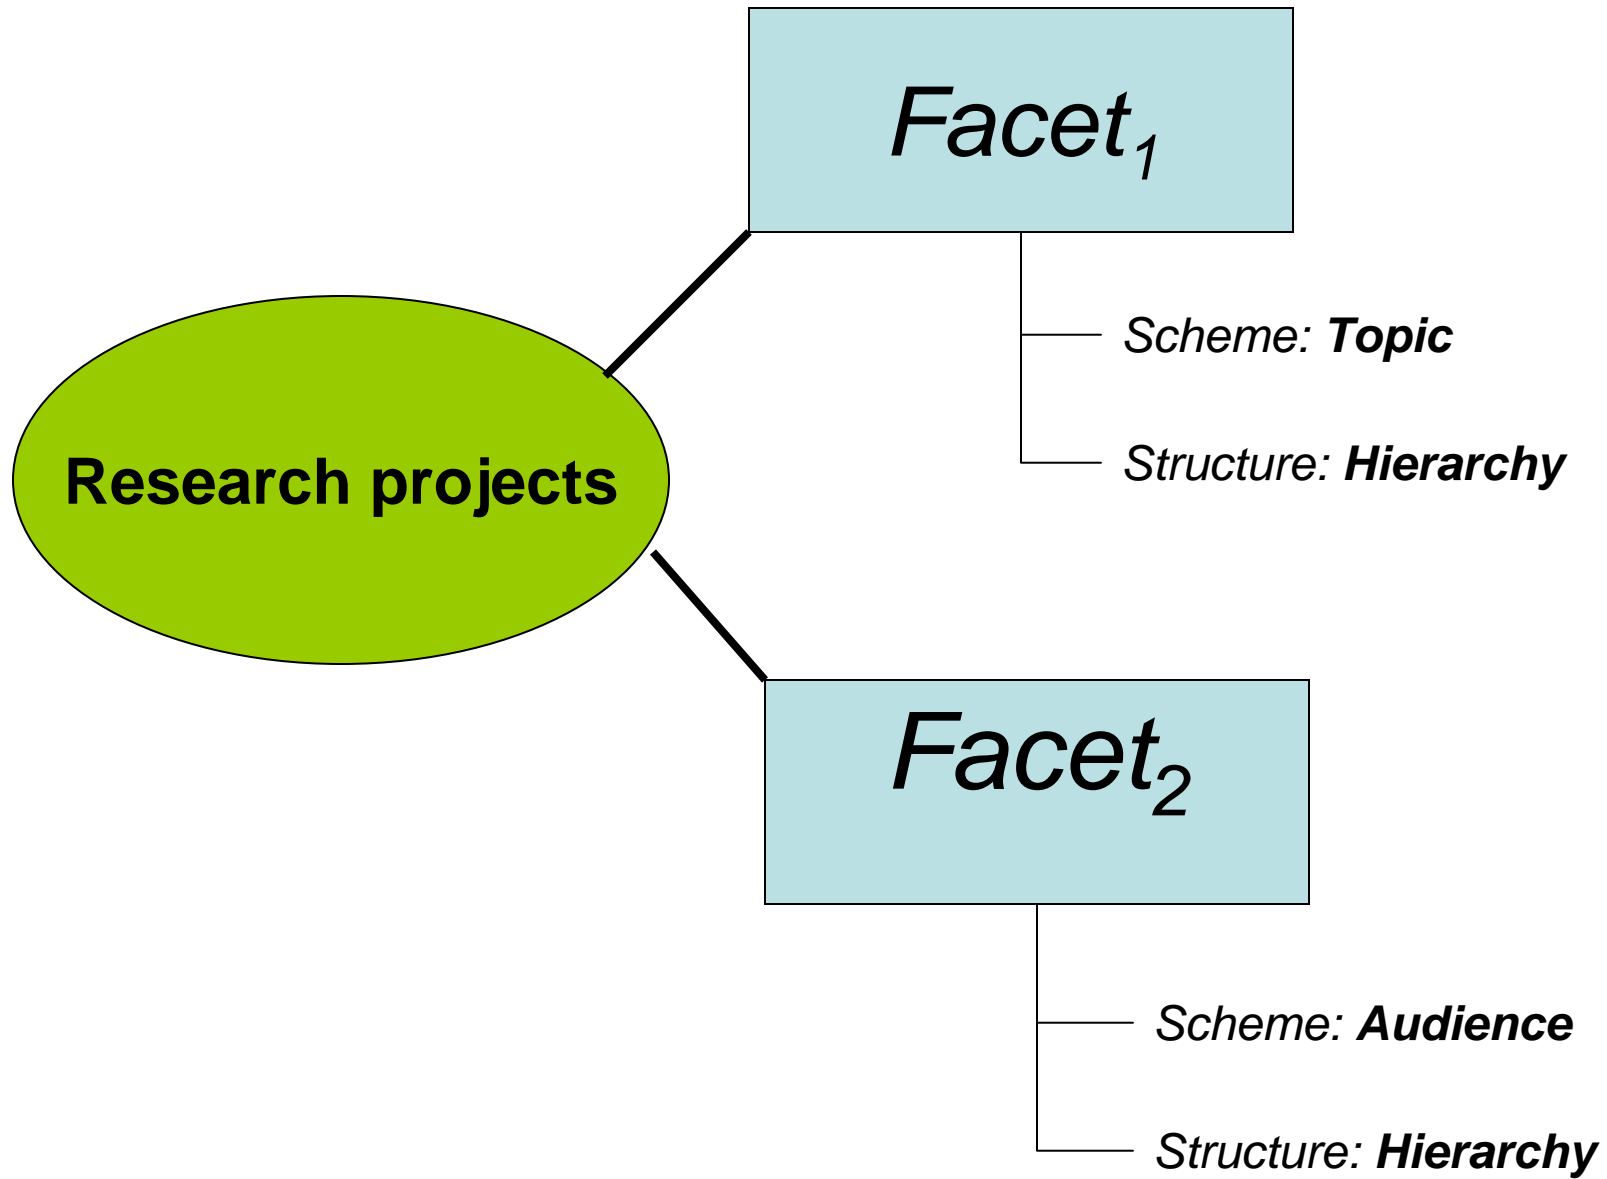 Facet1
Scheme: Topic
Structure: Hierarchy
Research projects
Facet2
Scheme: Audience
Structure: Hierarchy